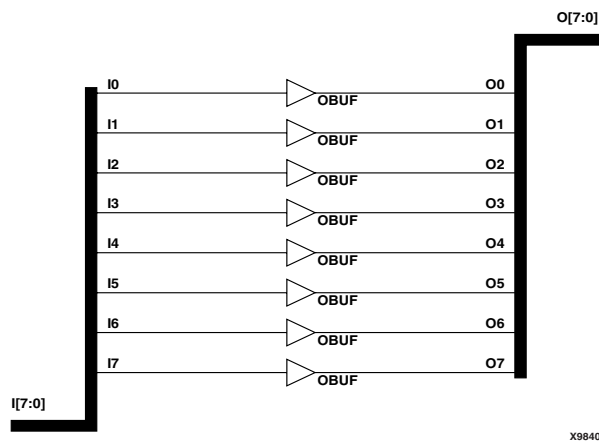 O[7:0]
I0 OBUF O0
I1 OBUF O1
I2 OBUF O2
I3 OBUF O3
I4 OBUF O4
I5 OBUF O5
I6 OBUF O6
I7 OBUF O7
I[7:0]
X9840